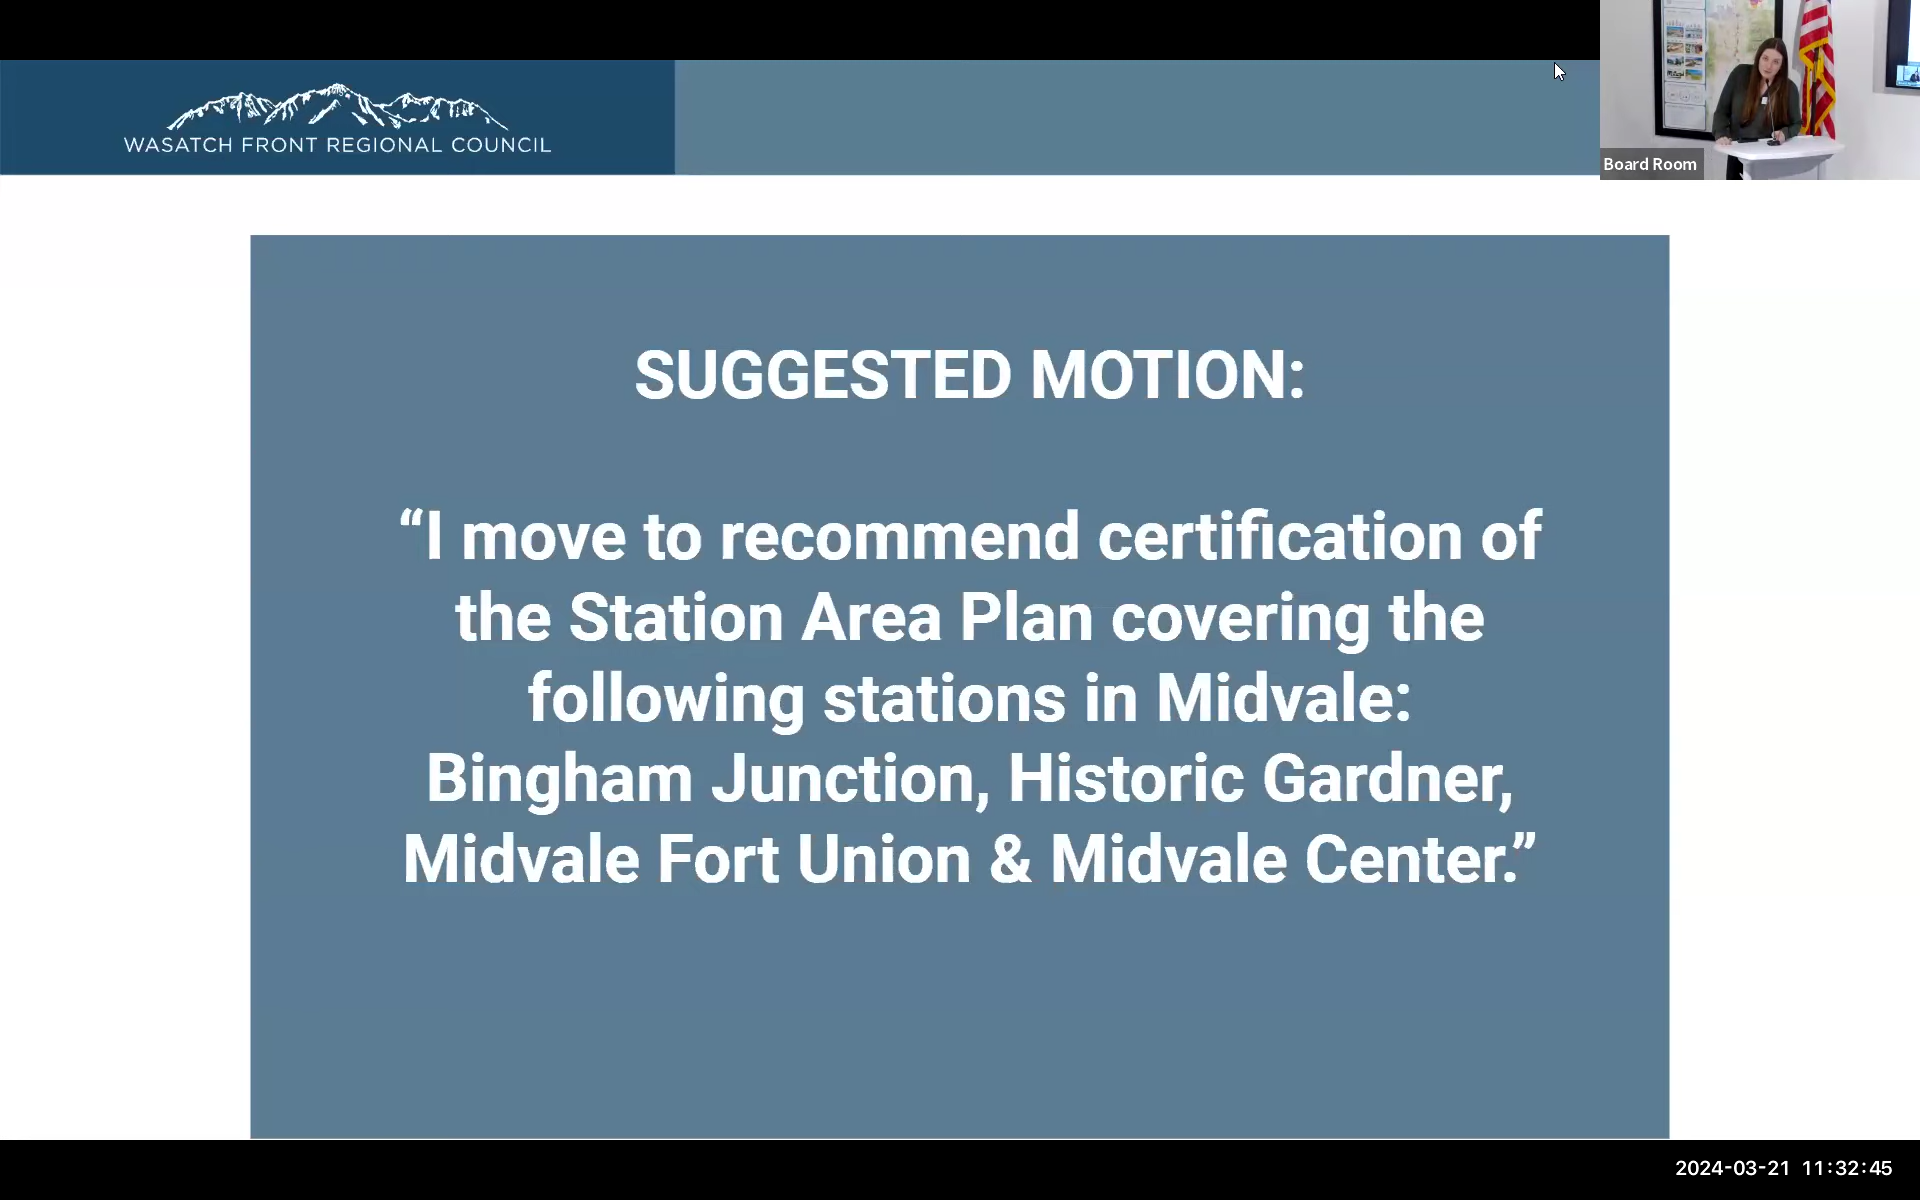 WASATCH FRONT REGIONAL COUNCIL
Board Room
SUGGESTED MOTION:
“I move to recommend certification of
the Station Area Plan covering the
following stations in Midvale:
Bingham Junction, Historic Gardner,
Midvale Fort Union & Midvale Center.”
2024-03-21 11:32:45